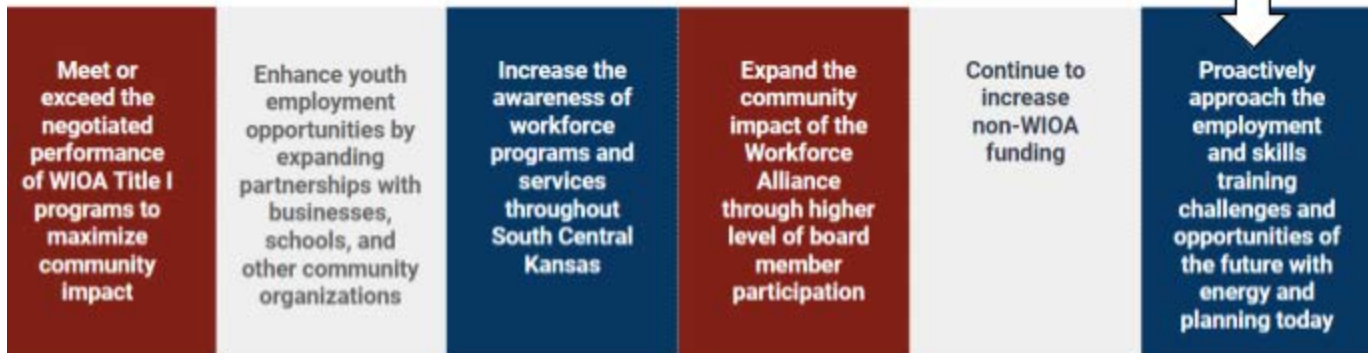 Meet or
exceed the
negotiated
performance
of WIOA Title I
programs to
maximize
community
impact
Enhance youth
employment
opportunities by
expanding
partnerships with
businesses,
schools, and
other community
organizations
Increase the
awareness of
workforce
programs and
services
throughout
South Central
Kansas
Expand the
community
impact of the
Workforce
Alliance
through higher
level of board
member
participation
Continue to
increase
non-WIOA
funding
Proactively
approach the
employment
and skills
training
challenges and
opportunities of
the future with
energy and
planning today